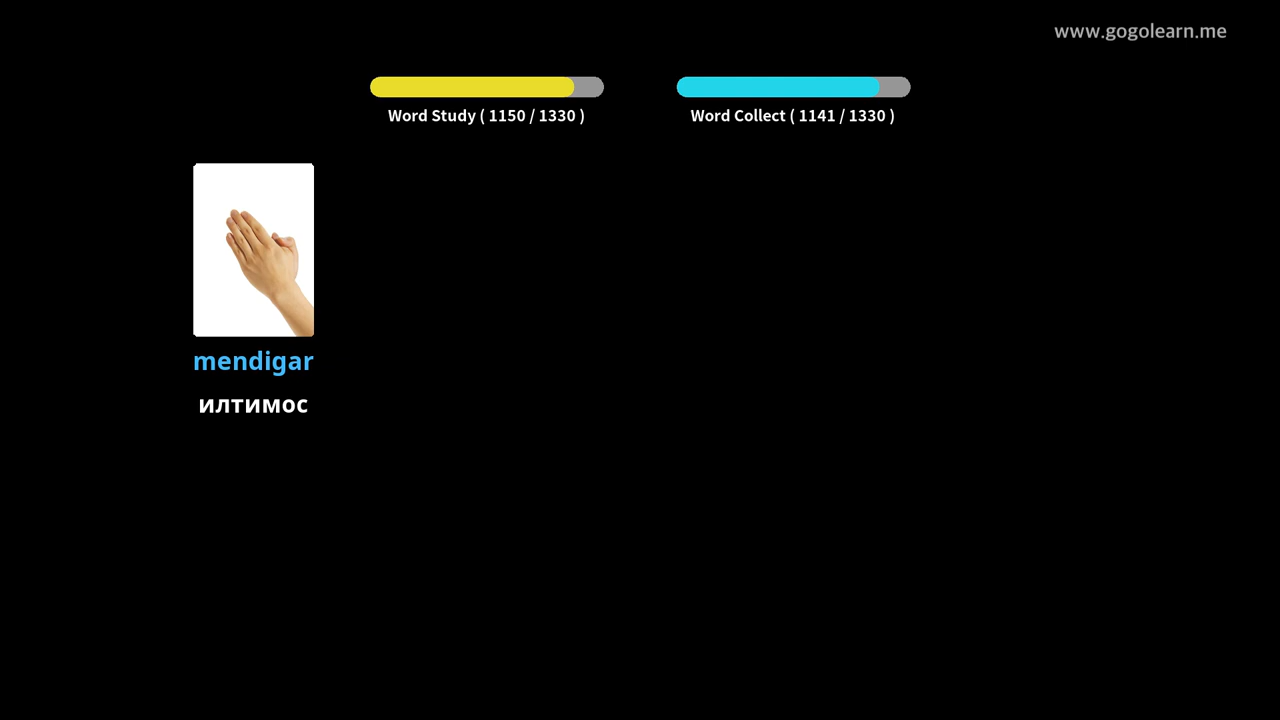 www.gogolearn.me
Word Study ( 1150 / 1330 )
Word Collect ( 1141 / 1330 )
mendigar
илтимос